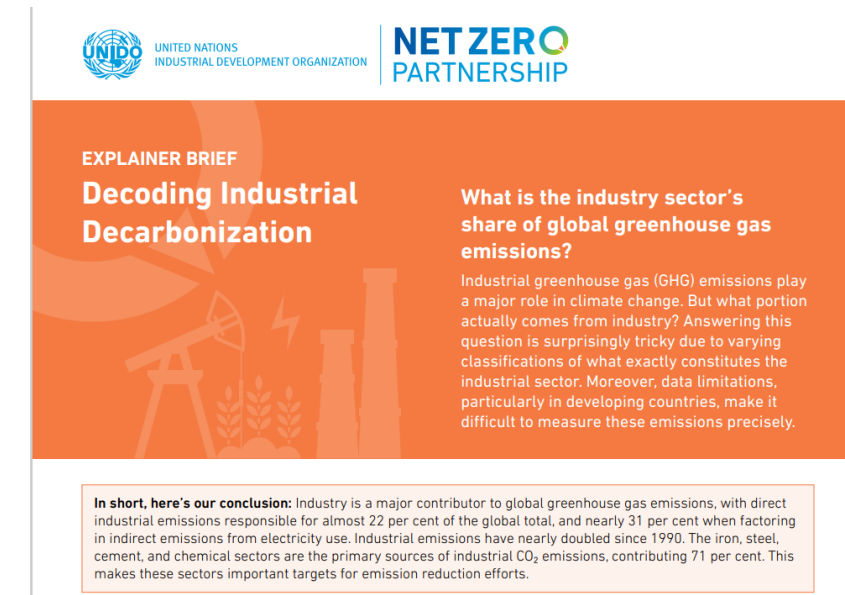 UNIDO
UNITED NATIONS
INDUSTRIAL DEVELOPMENT ORGANIZATION
NET ZERO
PARTNERSHIP
EXPLAINER BRIEF
Decoding Industrial
Decarbonization
What is the industry sector's
share of global greenhouse gas
emissions?
Industrial greenhouse gas (GHG) emissions play
a major role in climate change. But what portion
actually comes from industry? Answering this
question is surprisingly tricky due to varying
classifications of what exactly constitutes the
industrial sector. Moreover, data limitations,
particularly in developing countries, make it
difficult to measure these emissions precisely.
In short, here's our conclusion: Industry is a major contributor to global greenhouse gas emissions, with direct
industrial emissions responsible for almost 22 per cent of the global total, and nearly 31 per cent when factoring
in indirect emissions from electricity use. Industrial emissions have nearly doubled since 1990. The iron, steel,
cement, and chemical sectors are the primary sources of industrial CO₂ emissions, contributing 71 per cent. This
makes these sectors important targets for emission reduction efforts.